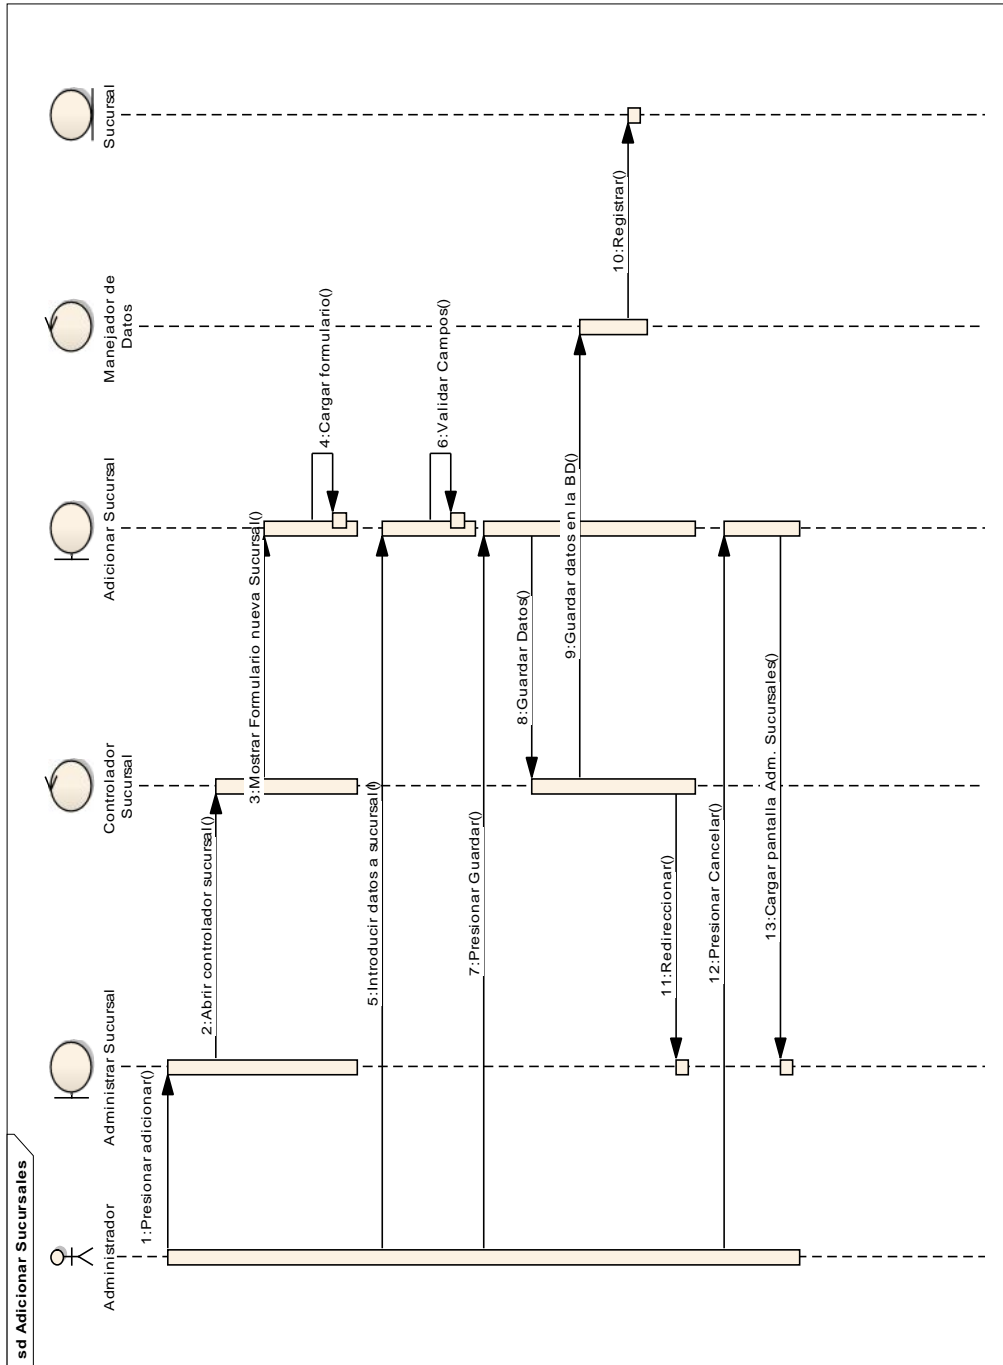 sd Adicionar Sucursales
Administrador
Administrar Sucursal
Controlador
Sucursal
Adicionar Sucursal
Manejador de
Datos
Sucursal
1:Presionar adicionar()
2:Abrir controlador sucursal()
3:Mostrar Formulario nueva Sucursal()
4:Cargar formulario()
5:Introducir datos a sucursal()
6:Validar Campos()
7:Presionar Guardar()
8:Guardar Datos()
9:Guardar datos en la BD()
10:Registrar()
11:Redireccionar()
12:Presionar Cancelar()
13:Cargar pantalla Adm. Sucursales()